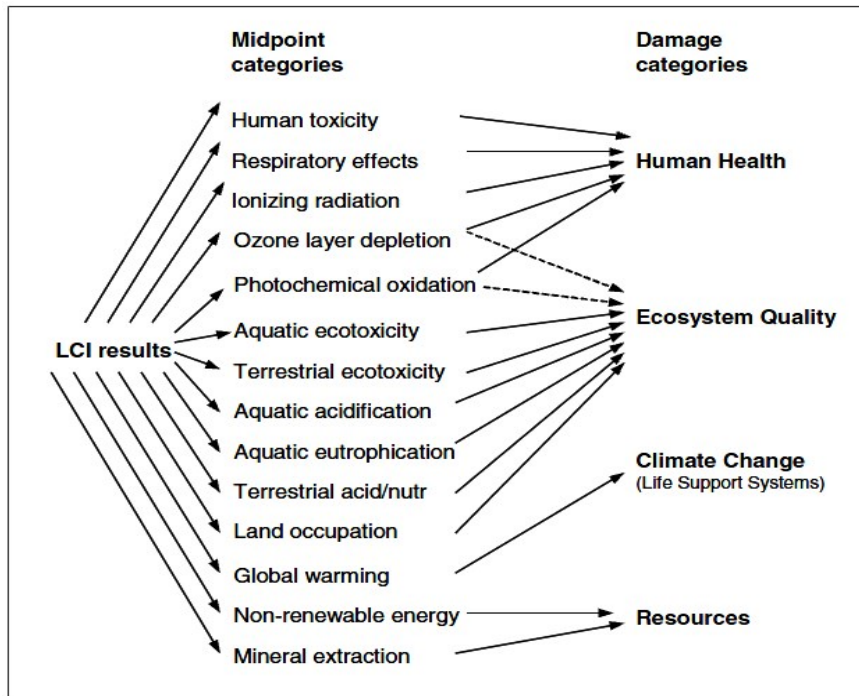 Midpoint
categories
Damage
categories
Human toxicity
Respiratory effects
Human Health
Ionizing radiation
Ozone layer depletion
Photochemical oxidation
Ecosystem Quality
Aquatic ecotoxicity
LCI results
Terrestrial ecotoxicity
Aquatic acidification
Aquatic eutrophication
Climate Change
(Life Support Systems)
Terrestrial acid/nutr
Land occupation
Global warming
Non-renewable energy
Resources
Mineral extraction